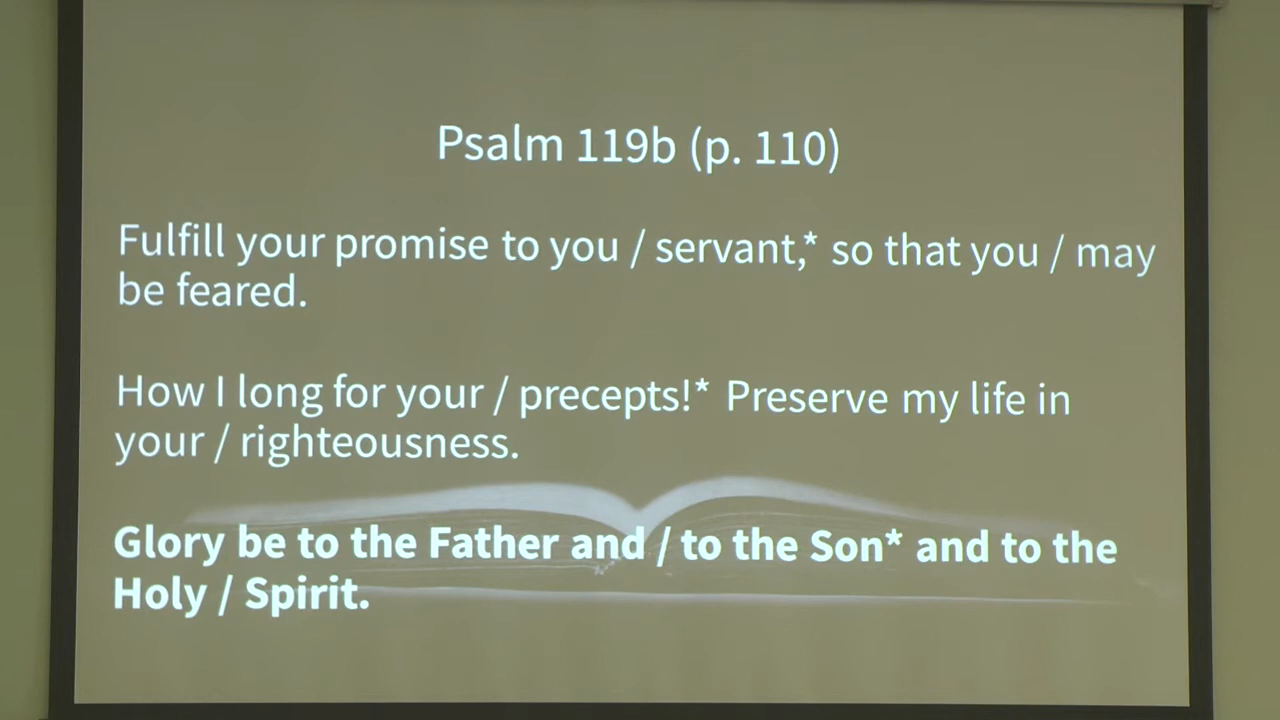 Psalm 119b (p. 110)
Fulfill your promise to you / servant,* so that you / may
be feared.
How I long for your / precepts!* Preserve my life in
your / righteousness.
Glory be to the Father and / to the Son* and to the
Holy / Spirit.